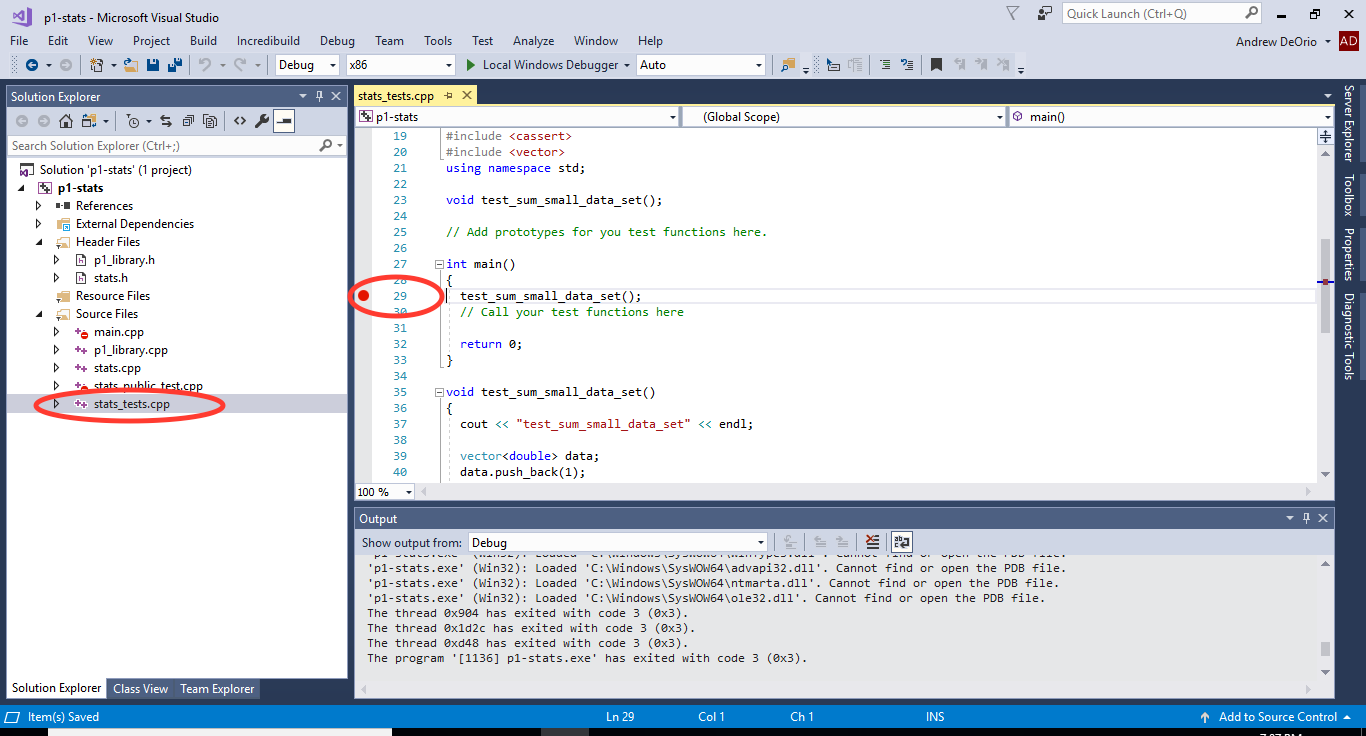 p1-stats - Microsoft Visual Studio
Quick Launch (Ctrl+Q)
File Edit View Project Build Incredibuild Debug Team Tools Test Analyze Window Help
Andrew DeOrio AD
Debug x86 Local Windows Debugger Auto
Solution Explorer
Search Solution Explorer (Ctrl+;)
Solution 'p1-stats' (1 project)
p1-stats
References
External Dependencies
Header Files
p1_library.h
stats.h
Resource Files
Source Files
main.cpp
p1_library.cpp
stats.cpp
stats_public_test.cpp
stats_tests.cpp
Solution Explorer Class View Team Explorer
stats_tests.cpp
p1-stats (Global Scope) main()
19 #include <cassert>
20 #include <vector>
21 using namespace std;
22
23 void test_sum_small_data_set();
24
25 // Add prototypes for you test functions here.
26
27 int main()
28 {
29 test_sum_small_data_set();
30 // Call your test functions here
31
32 return 0;
33 }
34
35 void test_sum_small_data_set()
36 {
37 cout << "test_sum_small_data_set" << endl;
38
39 vector<double> data;
40 data.push_back(1);
100 %
Output
Show output from: Debug
'p1-stats.exe' (Win32): Loaded 'C:\Windows\SysWOW64\WinTypes.dll'. Cannot find or open the PDB file.
'p1-stats.exe' (Win32): Loaded 'C:\Windows\SysWOW64\advapi32.dll'. Cannot find or open the PDB file.
'p1-stats.exe' (Win32): Loaded 'C:\Windows\SysWOW64\ntmarta.dll'. Cannot find or open the PDB file.
'p1-stats.exe' (Win32): Loaded 'C:\Windows\SysWOW64\ole32.dll'. Cannot find or open the PDB file.
The thread 0x904 has exited with code 3 (0x3).
The thread 0x1d2c has exited with code 3 (0x3).
The thread 0xd48 has exited with code 3 (0x3).
The program '[1136] p1-stats.exe' has exited with code 3 (0x3).
Server Explorer
Toolbox
Properties
Diagnostic Tools
Item(s) Saved Ln 29 Col 1 Ch 1 INS Add to Source Control